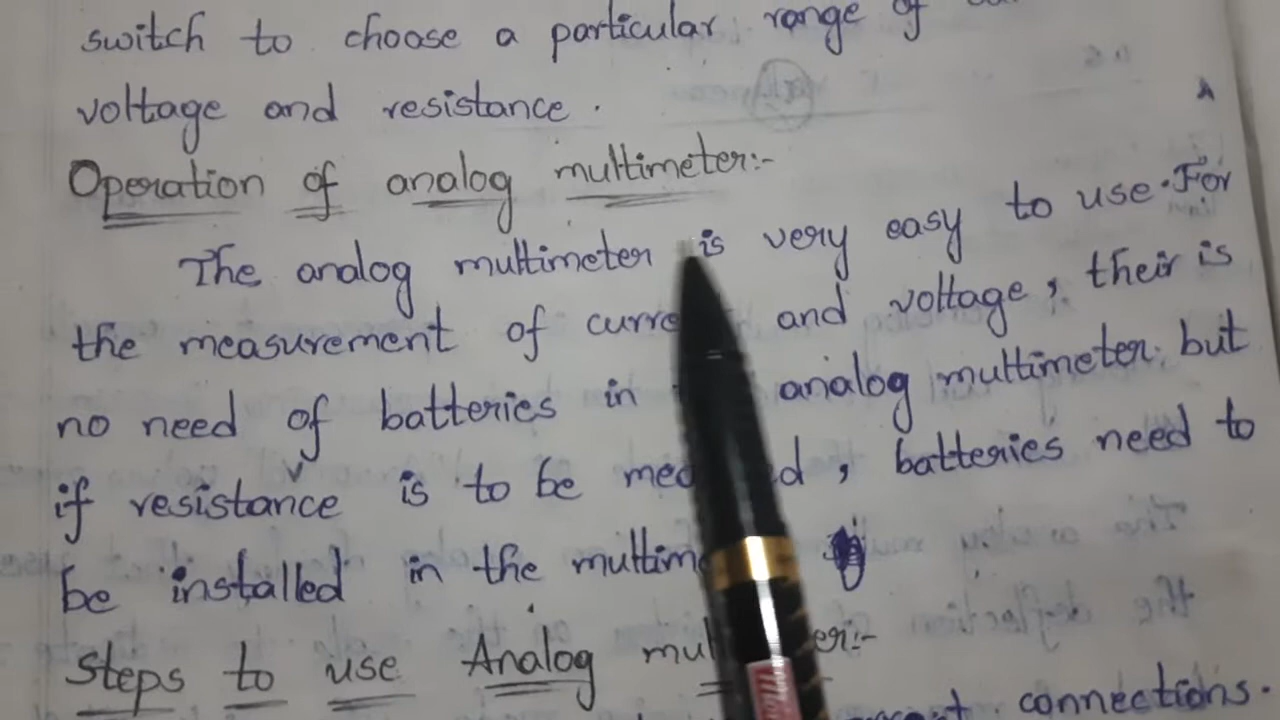 switch to choose a particular range of
voltage and resistance.
Operation of analog multimeter:-
The analog multimeter is very easy to use. For
the measurement of and voltage, their is
no need of batteries in analog multimeter. but
if resistance is to be , batteries need to
be installed in the
Steps to use Analog
connections.